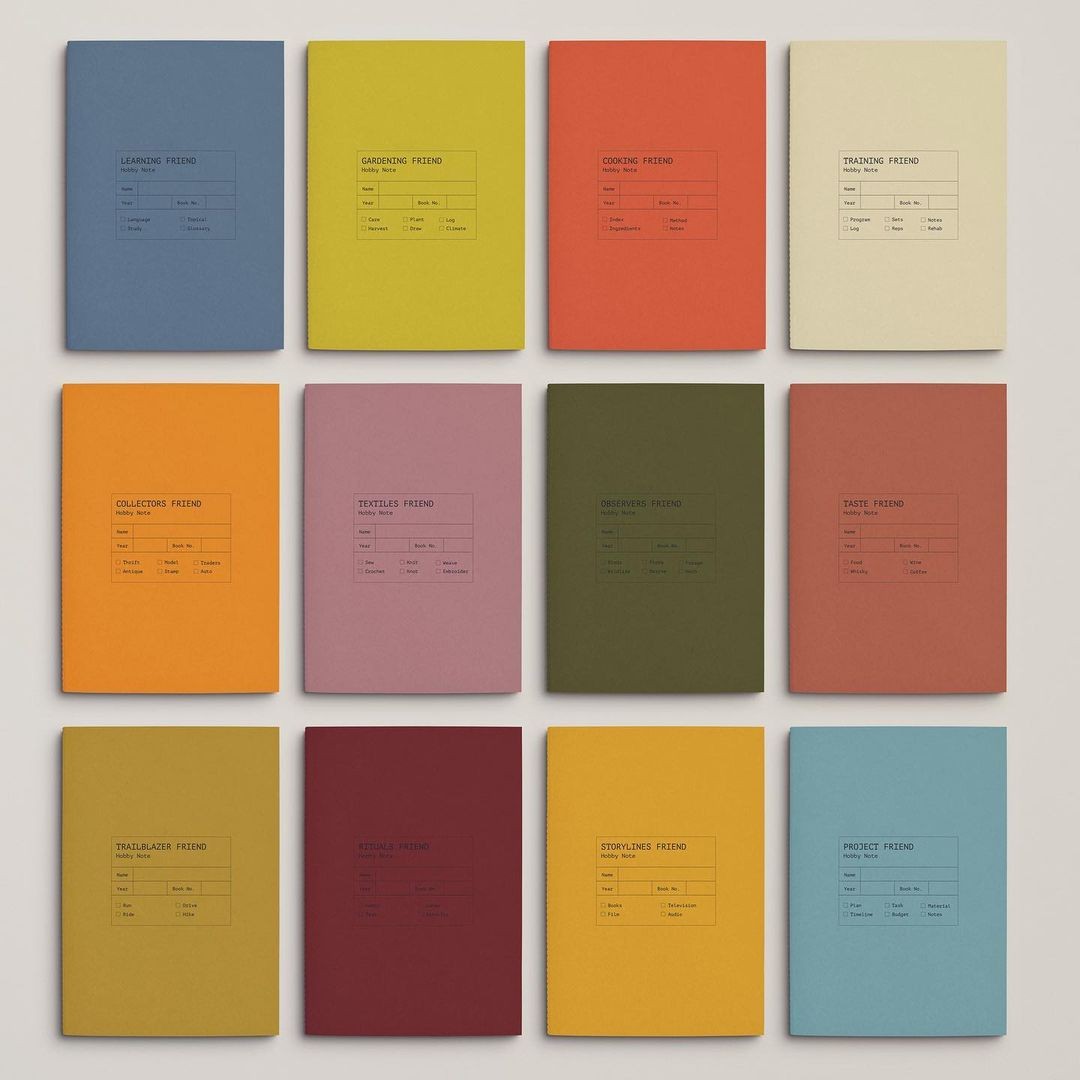 LEARNING FRIEND
Hobby Note
Name
Year Book No.
Language Topical
Study Glossary
GARDENING FRIEND
Hobby Note
Name
Year Book No.
Care Plant Log
Harvest Draw Climate
COOKING FRIEND
Hobby Note
Name
Year Book No.
Index Method
Ingredients Notes
TRAINING FRIEND
Hobby Note
Name
Year Book No.
Program Sets Notes
Log Reps Rehab
COLLECTORS FRIEND
Hobby Note
Name
Year Book No.
Thrift Model Traders
Antique Stamp Auto
TEXTILES FRIEND
Hobby Note
Name
Year Book No.
Sew Knit Weave
Crochet Knot Embroider
OBSERVERS FRIEND
Hobby Note
Name
Year Book No.
TASTE FRIEND
Hobby Note
Name
Year Book No.
Food Wine
Whisky Coffee
TRAILBLAZER FRIEND
Hobby Note
Name
Year Book No.
Run Drive
Ride Hike
RITUALS FRIEND
Hobby Note
Name
Year Book No.
STORYLINES FRIEND
Hobby Note
Name
Year Book No.
Books Television
Film Audio
PROJECT FRIEND
Hobby Note
Name
Year Book No.
Plan Task Material
Timeline Budget Notes